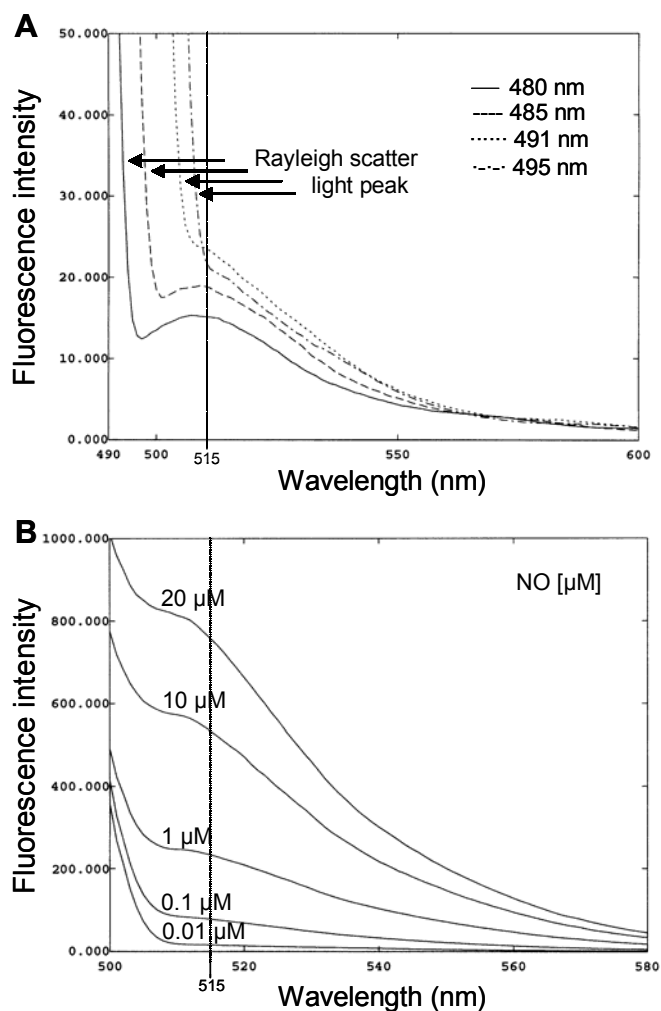 A
Fluorescence intensity
50.000
40.000
30.000
20.000
10.000
0.000
480 nm
485 nm
491 nm
495 nm
Rayleigh scatter
light peak
490
500
515
550
600
Wavelength (nm)
B
Fluorescence intensity
1000.000
800.000
600.000
400.000
200.000
0.000
NO [µM]
20 µM
10 µM
1 µM
0.1 µM
0.01 µM
500
515
520
540
560
580
Wavelength (nm)